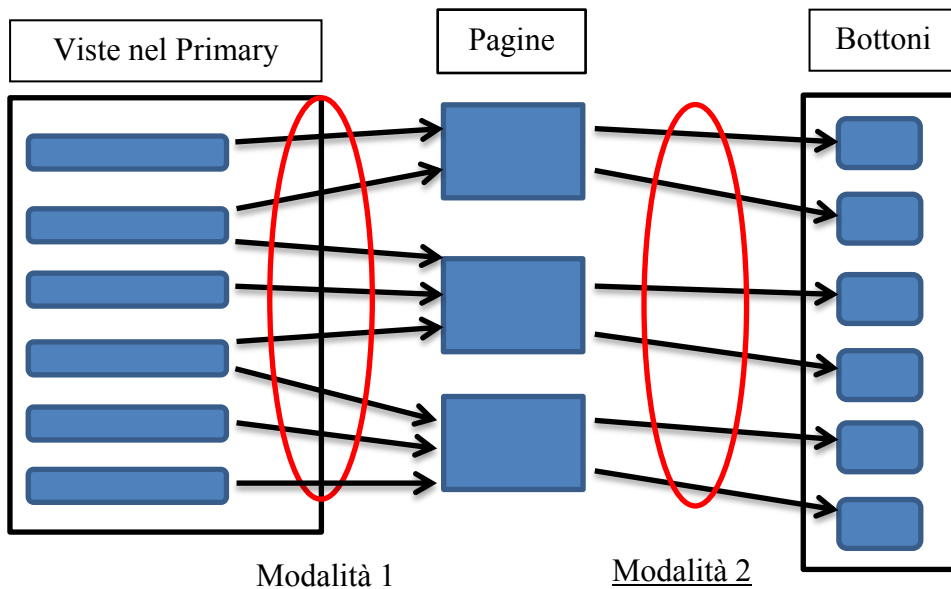 Viste nel Primary
Pagine
Bottoni
Modalità 1
Modalità 2